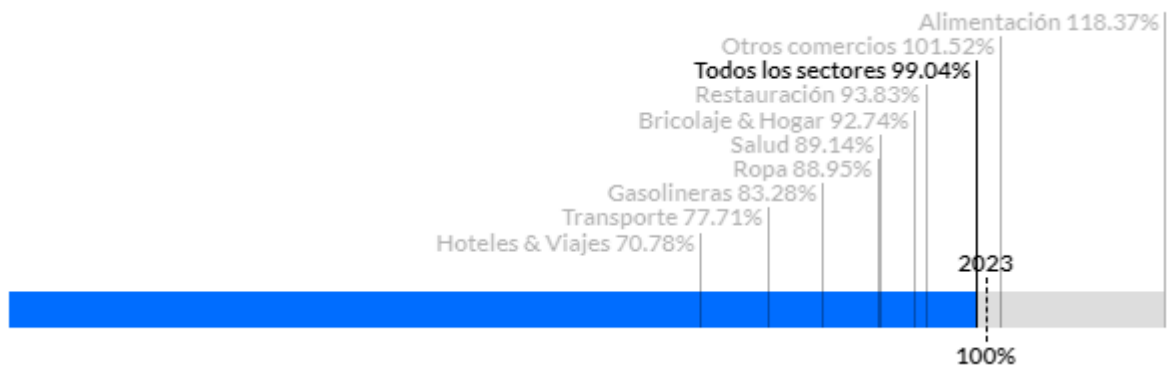 Alimentación 118.37%
Otros comercios 101.52%
Todos los sectores 99.04%
Restauración 93.83%
Bricolaje & Hogar 92.74%
Salud 89.14%
Ropa 88.95%
Gasolineras 83.28%
Transporte 77.71%
Hoteles & Viajes 70.78%
2023
100%